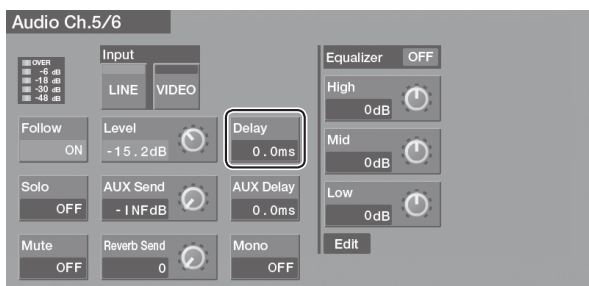 Audio Ch.5/6
OVER
-6 dB
-18 dB
-30 dB
-48 dB
Input
LINE VIDEO
Follow
ON
Level
-15.2dB
Delay
0.0ms
Solo
OFF
AUX Send
-INFdB
AUX Delay
0.0ms
Mute
OFF
Reverb Send
0
Mono
OFF
Equalizer OFF
High
0dB
Mid
0dB
Low
0dB
Edit